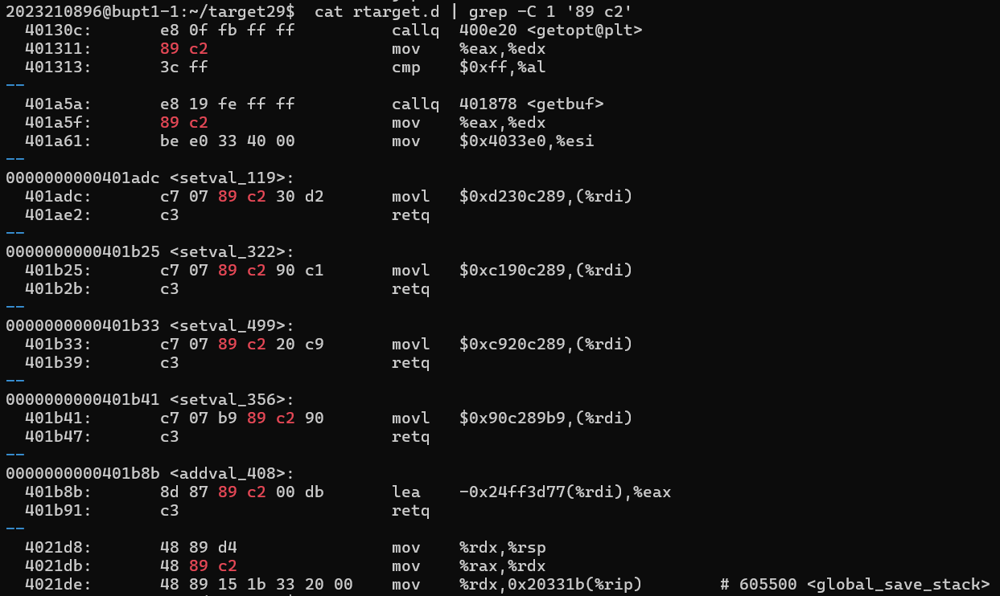 2023210896@bupt1-1:~/target29$  cat rtarget.d | grep -C 1 '89 c2'
  40130c:       e8 0f fb ff ff          callq  400e20 <getopt@plt>
  401311:       89 c2                   mov    %eax,%edx
  401313:       3c ff                   cmp    $0xff,%al
--
  401a5a:       e8 19 fe ff ff          callq  401878 <getbuf>
  401a5f:       89 c2                   mov    %eax,%edx
  401a61:       be e0 33 40 00          mov    $0x4033e0,%esi
--
0000000000401adc <setval_119>:
  401adc:       c7 07 89 c2 30 d2       movl   $0xd230c289,(%rdi)
  401ae2:       c3                      retq
--
0000000000401b25 <setval_322>:
  401b25:       c7 07 89 c2 90 c1       movl   $0xc190c289,(%rdi)
  401b2b:       c3                      retq
--
0000000000401b33 <setval_499>:
  401b33:       c7 07 89 c2 20 c9       movl   $0xc920c289,(%rdi)
  401b39:       c3                      retq
--
0000000000401b41 <setval_356>:
  401b41:       c7 07 b9 89 c2 90       movl   $0x90c289b9,(%rdi)
  401b47:       c3                      retq
--
0000000000401b8b <addval_408>:
  401b8b:       8d 87 89 c2 00 db       lea    -0x24ff3d77(%rdi),%eax
  401b91:       c3                      retq
--
  4021d8:       48 89 d4                mov    %rdx,%rsp
  4021db:       48 89 c2                mov    %rax,%rdx
  4021de:       48 89 15 1b 33 20 00    mov    %rdx,0x20331b(%rip)        # 605500 <global_save_stack>